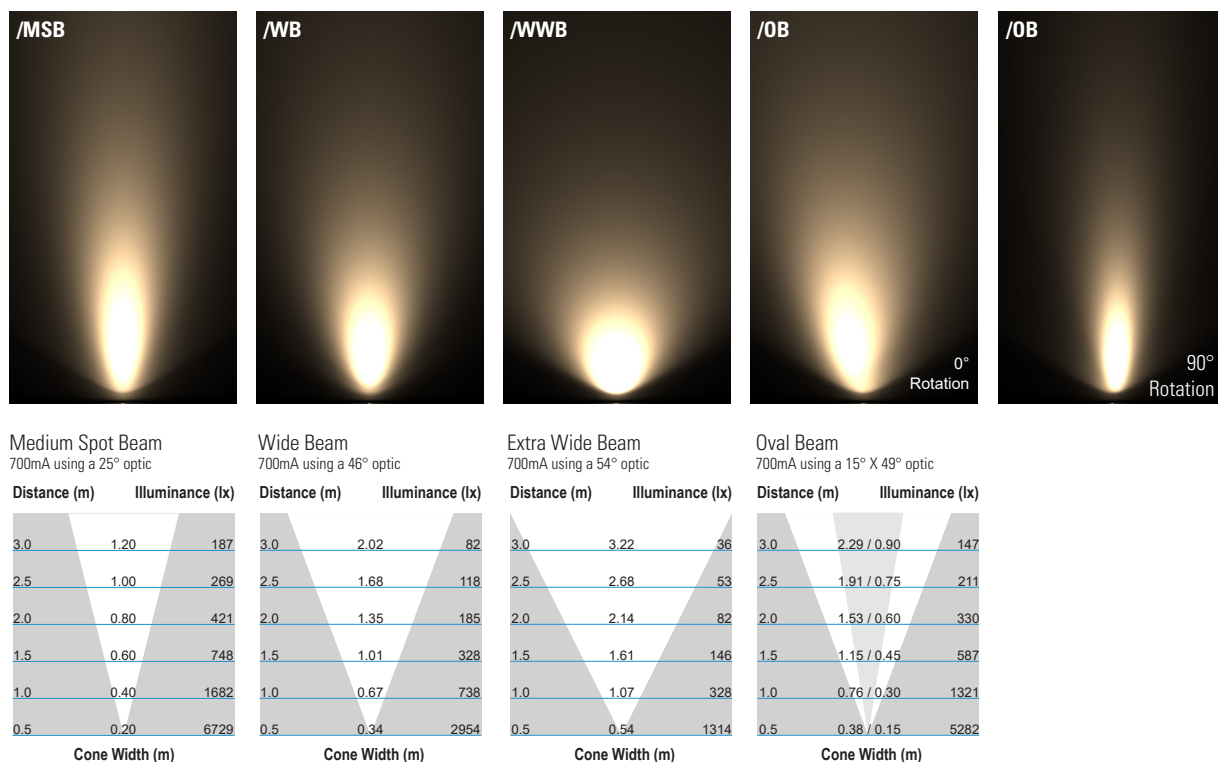 /MSB
/WB
/WWB
/OB
0°
Rotation
/OB
90°
Rotation
Medium Spot Beam
700mA using a 25° optic
Distance (m) Illuminance (lx)
3.0 1.20 187
2.5 1.00 269
2.0 0.80 421
1.5 0.60 748
1.0 0.40 1682
0.5 0.20 6729
Cone Width (m)
Wide Beam
700mA using a 46° optic
Distance (m) Illuminance (lx)
3.0 2.02 82
2.5 1.68 118
2.0 1.35 185
1.5 1.01 328
1.0 0.67 738
0.5 0.34 2954
Cone Width (m)
Extra Wide Beam
700mA using a 54° optic
Distance (m) Illuminance (lx)
3.0 3.22 36
2.5 2.68 53
2.0 2.14 82
1.5 1.61 146
1.0 1.07 328
0.5 0.54 1314
Cone Width (m)
Oval Beam
700mA using a 15° X 49° optic
Distance (m) Illuminance (lx)
3.0 2.29 / 0.90 147
2.5 1.91 / 0.75 211
2.0 1.53 / 0.60 330
1.5 1.15 / 0.45 587
1.0 0.76 / 0.30 1321
0.5 0.38 / 0.15 5282
Cone Width (m)